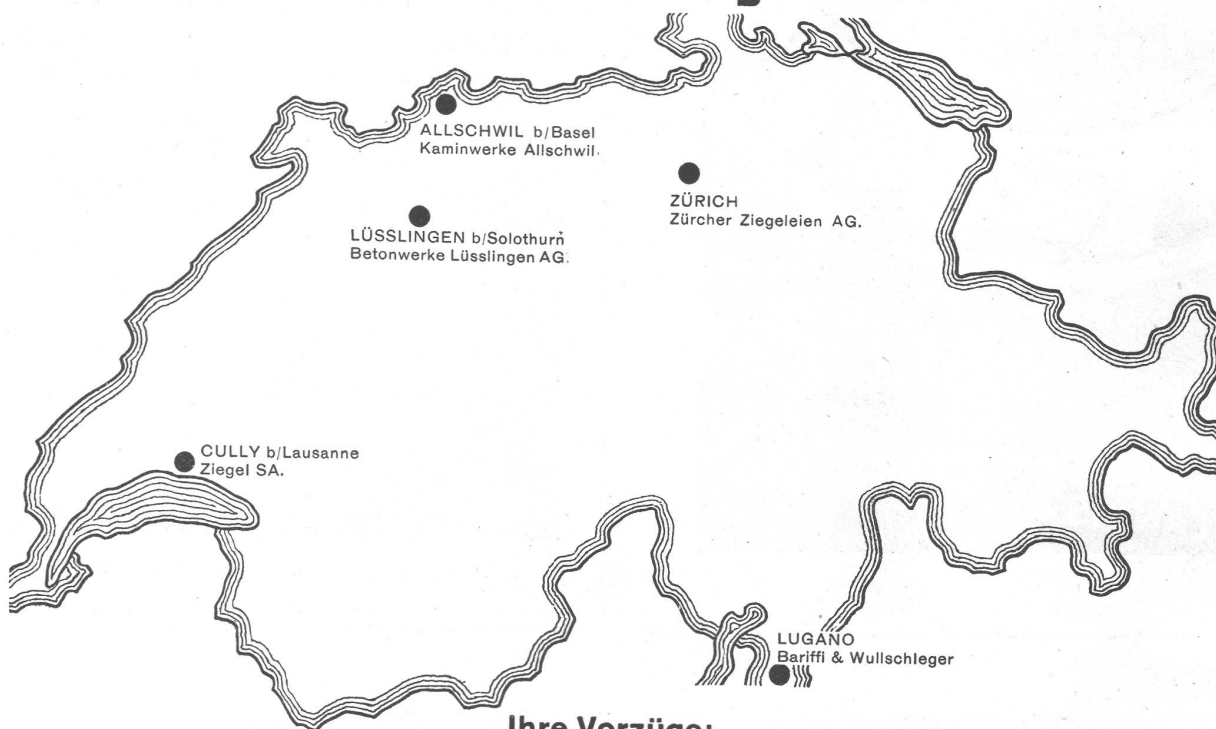 ALLSCHWIL b/Basel
Kaminwerke Allschwil.
ZÜRICH
Zürcher Ziegeleien AG.
LÜSSLINGEN b/Solothurn
Betonwerke Lüsslingen AG.
CULLY b/Lausanne
Ziegel SA.
LUGANO
Bariffi & Wullschleger
Ihre Vorzüge: